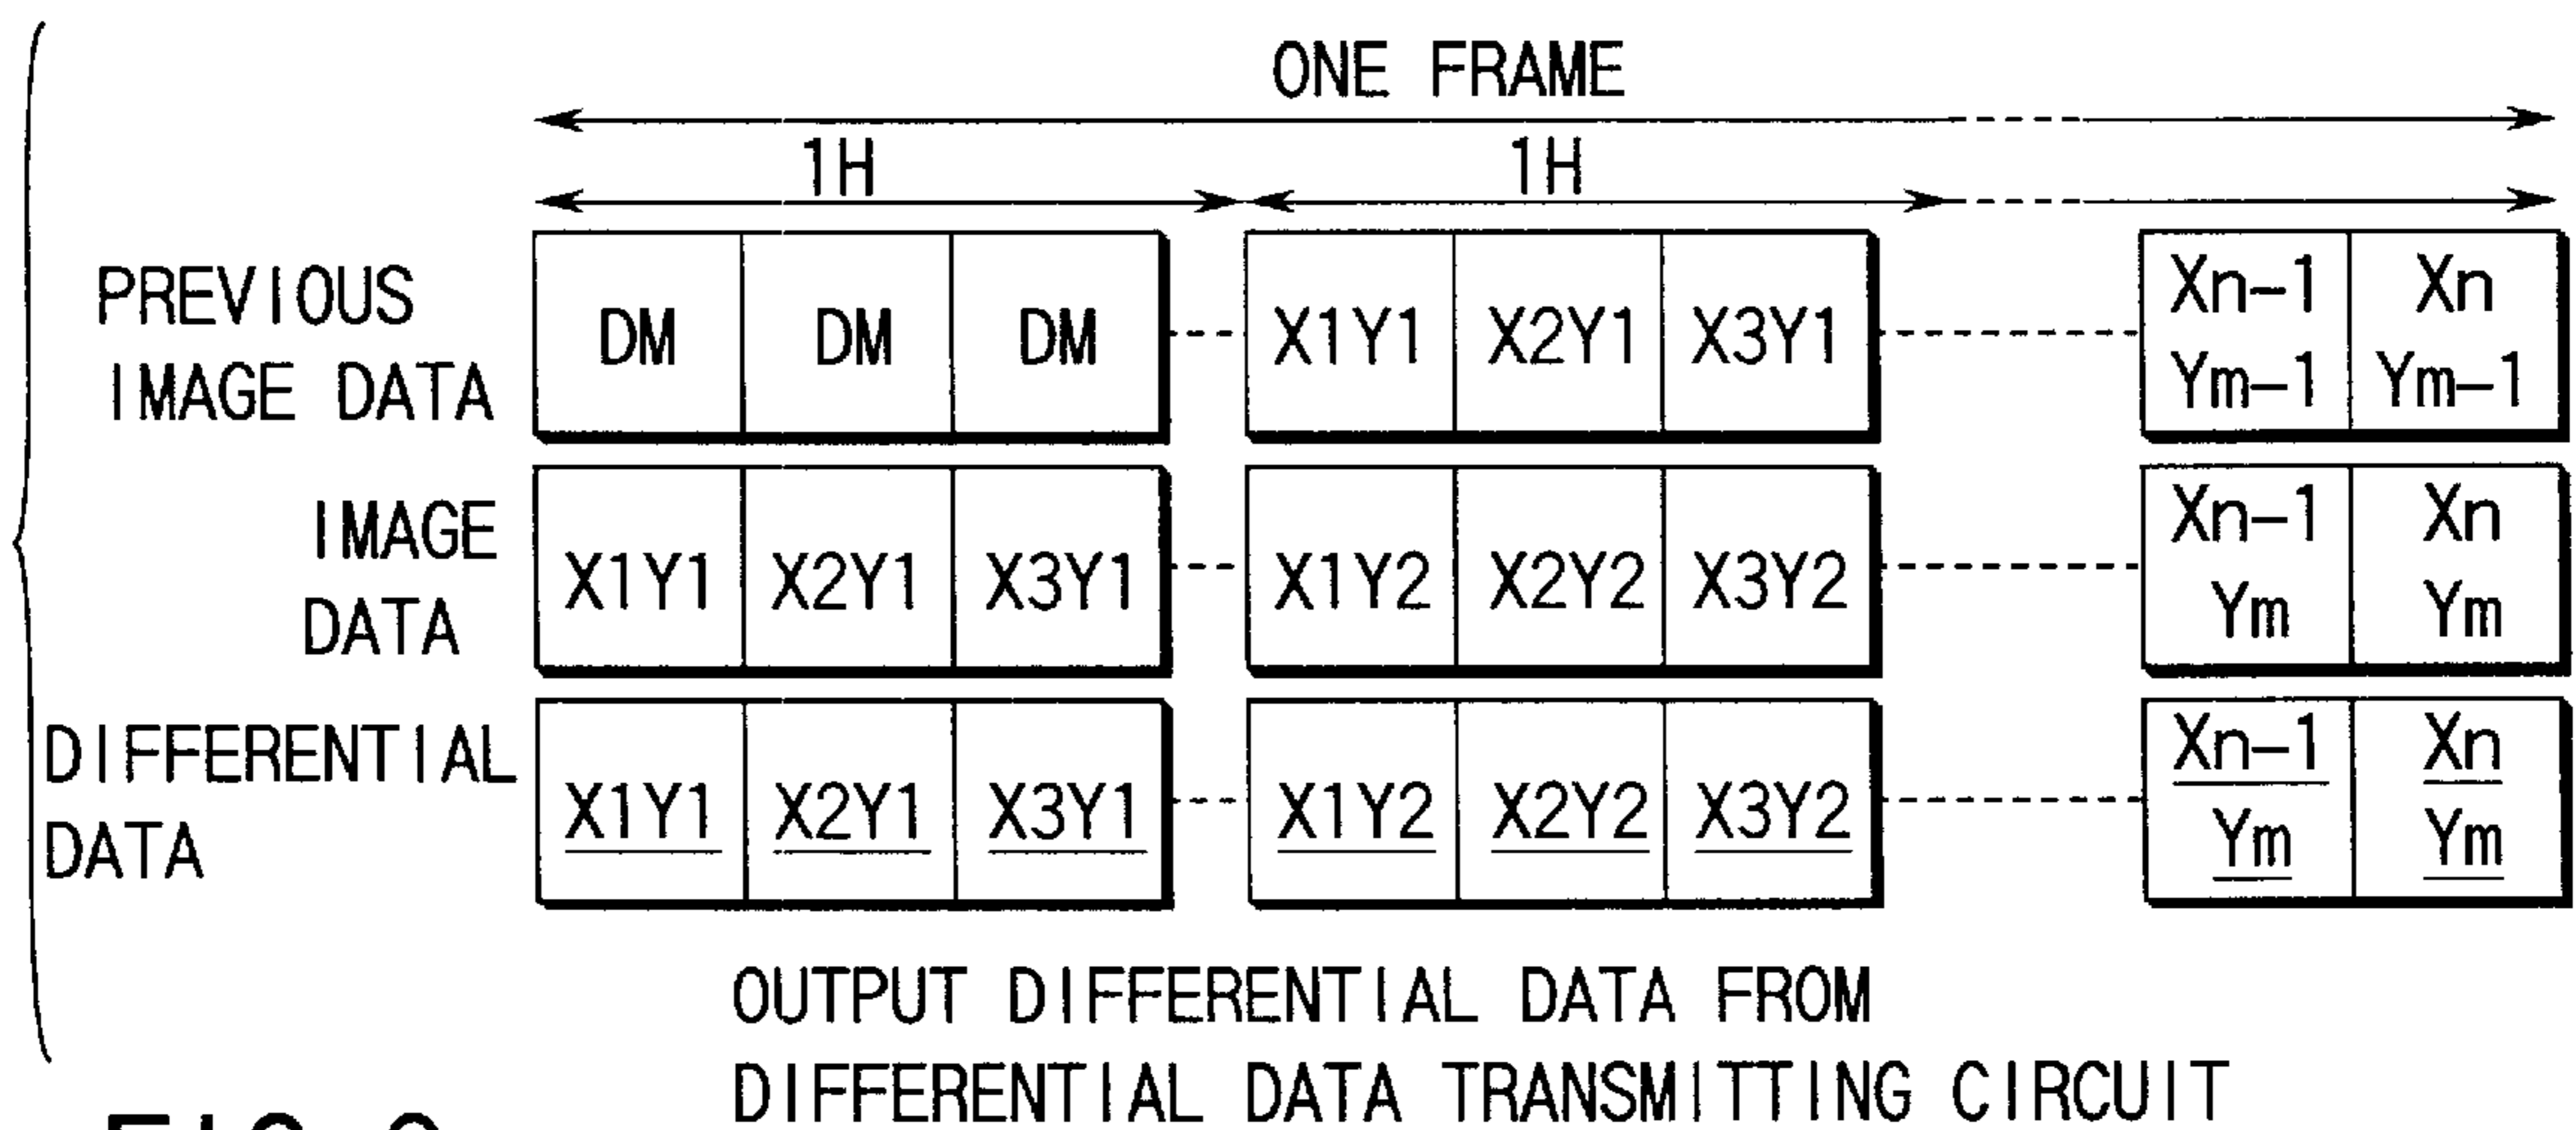 ONE FRAME
1H 1H
PREVIOUS IMAGE DATA
DM DM DM X1Y1 X2Y1 X3Y1 Xn-1 Ym-1 Xn Ym-1
IMAGE DATA
X1Y1 X2Y1 X3Y1 X1Y2 X2Y2 X3Y2 Xn-1 Ym Xn Ym
DIFFERENTIAL DATA
X1Y1 X2Y1 X3Y1 X1Y2 X2Y2 X3Y2 Xn-1 Ym Xn Ym
OUTPUT DIFFERENTIAL DATA FROM
DIFFERENTIAL DATA TRANSMITTING CIRCUIT